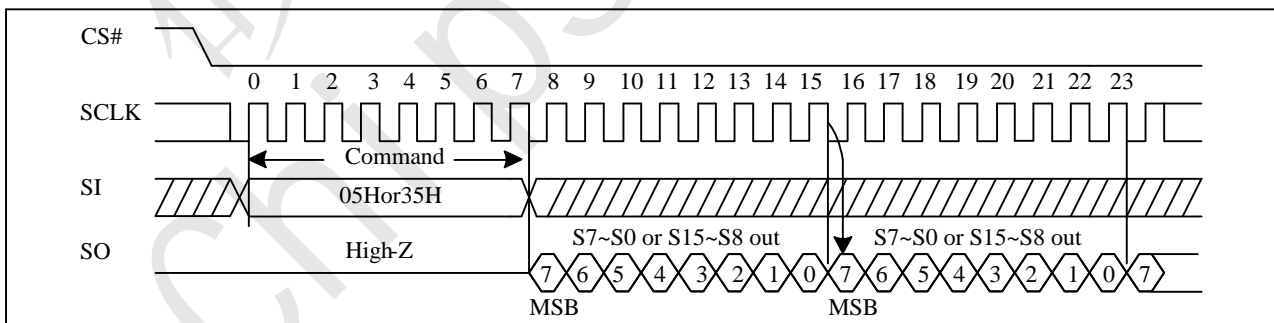 CS#
0 1 2 3 4 5 6 7 8 9 10 11 12 13 14 15 16 17 18 19 20 21 22 23
SCLK
Command
SI
05Hor35H
S7~S0 or S15~S8 out S7~S0 or S15~S8 out
SO
High-Z
7 6 5 4 3 2 1 0 7 6 5 4 3 2 1 0 7
MSB MSB